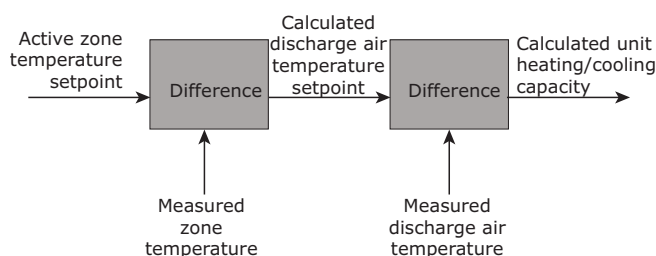 Active zone
temperature
setpoint
Difference
Calculated
discharge air
temperature
setpoint
Difference
Calculated unit
heating/cooling
capacity
Measured
zone
temperature
Measured
discharge air
temperature